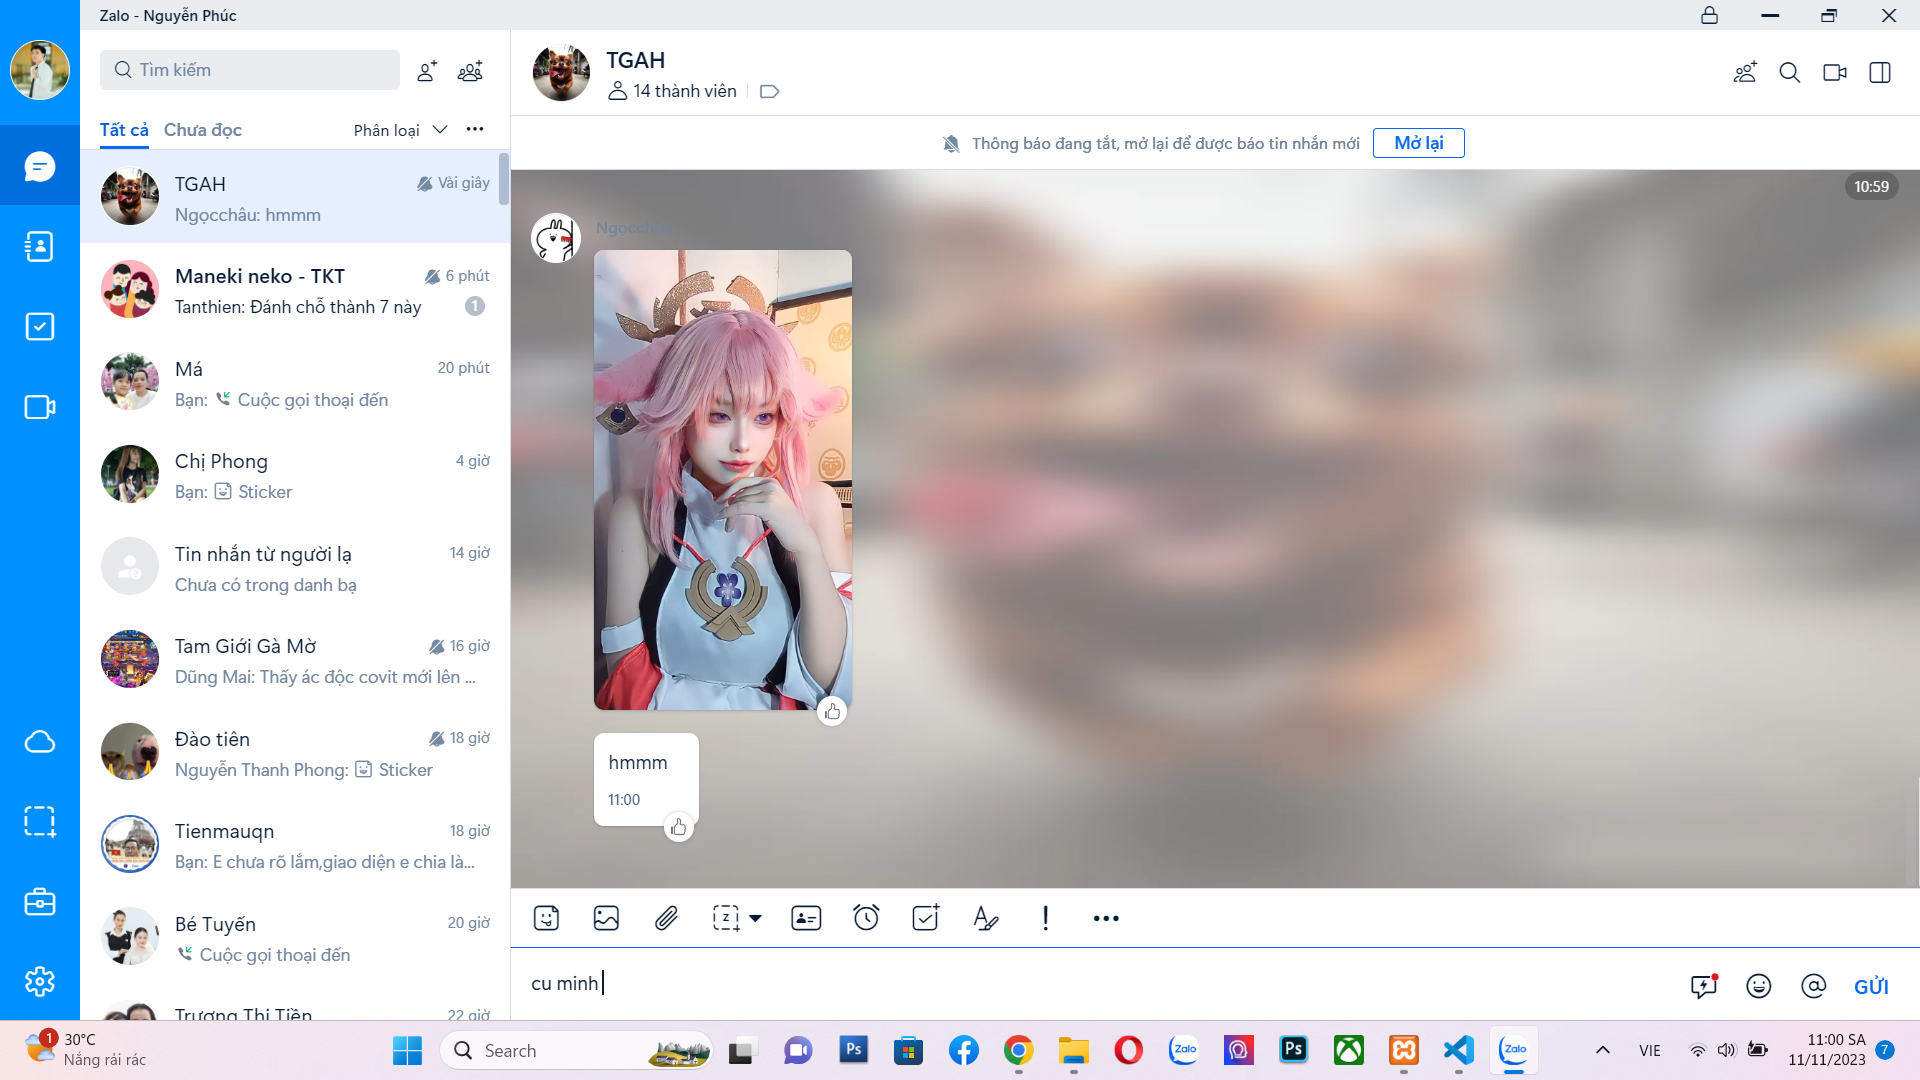 Zalo - Nguyễn Phúc
Tìm kiếm
Tất cả Chưa đọc Phân loại
TGAH Vài giây
Ngọcchâu: hmmm
Maneki neko - TKT 6 phút
Tanthien: Đánh chỗ thành 7 này 1
Má 20 phút
Bạn: Cuộc gọi thoại đến
Chị Phong 4 giờ
Bạn: Sticker
Tin nhắn từ người lạ 14 giờ
Chưa có trong danh bạ
Tam Giới Gà Mờ 16 giờ
Dũng Mai: Thấy ác độc covit mới lên ...
Đào tiên 18 giờ
Nguyễn Thanh Phong: Sticker
Tienmauqn 18 giờ
Bạn: E chưa rõ lắm,giao diện e chia là...
Bé Tuyến 20 giờ
Cuộc gọi thoại đến
Trương Thị Tiền 22 giờ
TGAH
14 thành viên
Thông báo đang tắt, mở lại để được báo tin nhắn mới Mở lại
10:59
Ngọcchâu
hmmm
11:00
cu minh
GỬI
1
30°C
Nắng rải rác
Search
Ps
Zalo
Ps
Zalo
VIE
11:00 SA
11/11/2023
7